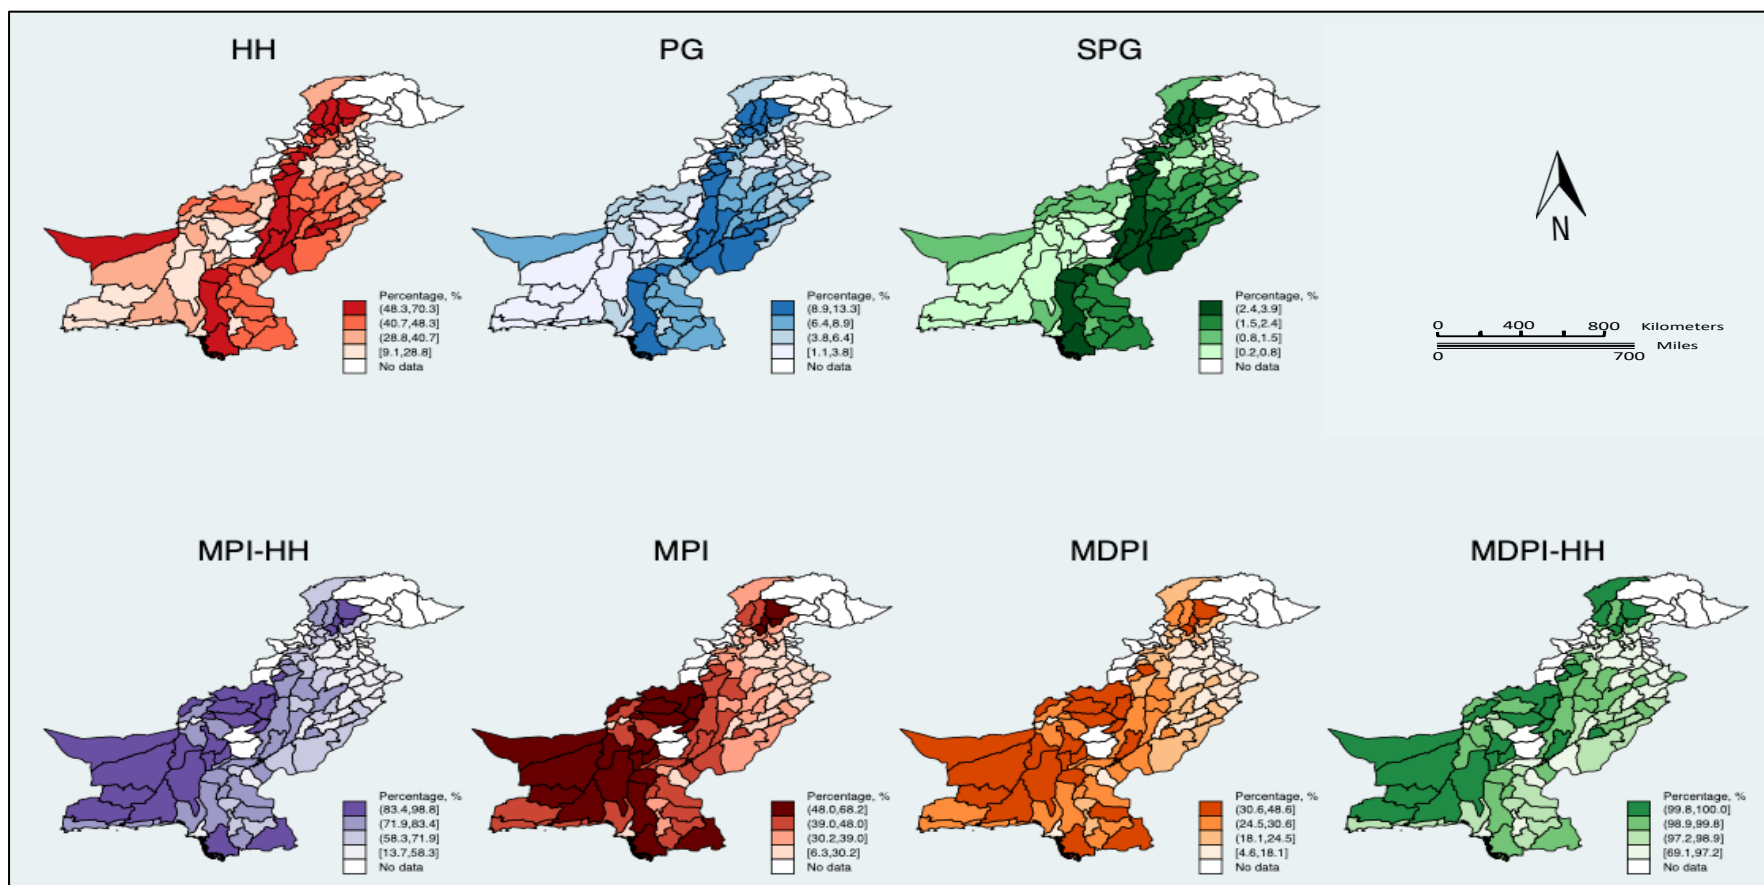 HH
PG
SPG
Percentage, %
(48.3,70.3]
(40.7,48.3]
(28.8,40.7]
[9.1,28.8]
No data
Percentage, %
(8.9,13.3]
(6.4,8.9]
(3.8,6.4]
[1.1,3.8]
No data
Percentage, %
(2.4,3.9]
(1.5,2.4]
(0.8,1.5]
[0.2,0.8]
No data
N
0 400 800 Kilometers
Miles
0 700
MPI-HH
MPI
MDPI
MDPI-HH
Percentage, %
(83.4,98.8]
(71.9,83.4]
(58.3,71.9]
[13.7,58.3]
No data
Percentage, %
(48.0,68.2]
(39.0,48.0]
(30.2,39.0]
[6.3,30.2]
No data
Percentage, %
(30.6,48.6]
(24.5,30.6]
(18.1,24.5]
[4.6,18.1]
No data
Percentage, %
(99.8,100.0]
(98.9,99.8]
(97.2,98.9]
[69.1,97.2]
No data